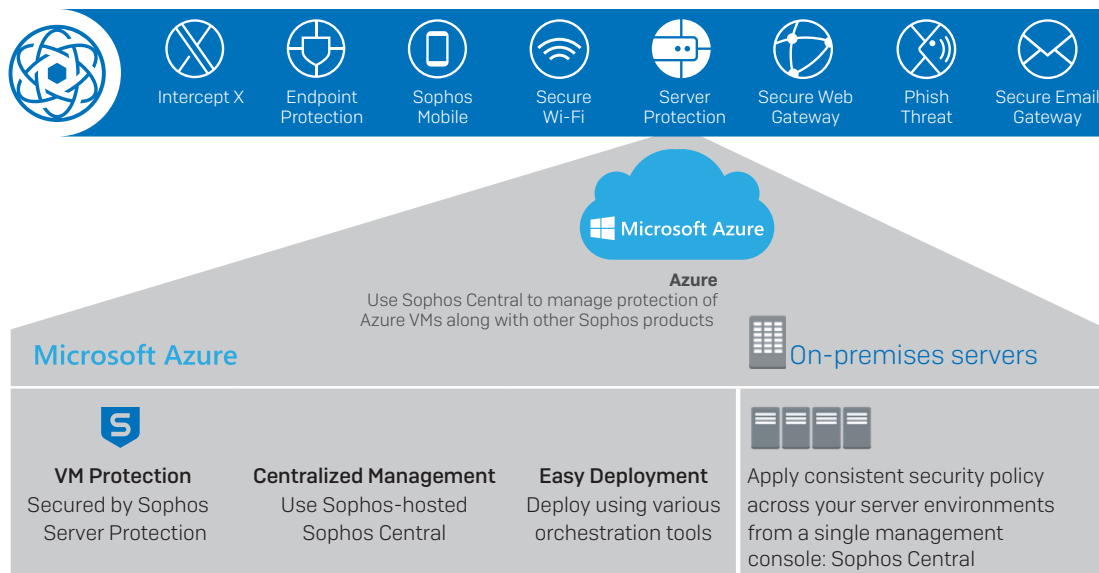 Intercept X
Endpoint
Protection
Sophos
Mobile
Secure
Wi-Fi
Server
Protection
Secure Web
Gateway
Phish
Threat
Secure Email
Gateway
Microsoft Azure
Azure
Use Sophos Central to manage protection of
Azure VMs along with other Sophos products
Microsoft Azure
On-premises servers
S
VM Protection
Secured by Sophos
Server Protection
Centralized Management
Use Sophos-hosted
Sophos Central
Easy Deployment
Deploy using various
orchestration tools
Apply consistent security policy
across your server environments
from a single management
console: Sophos Central